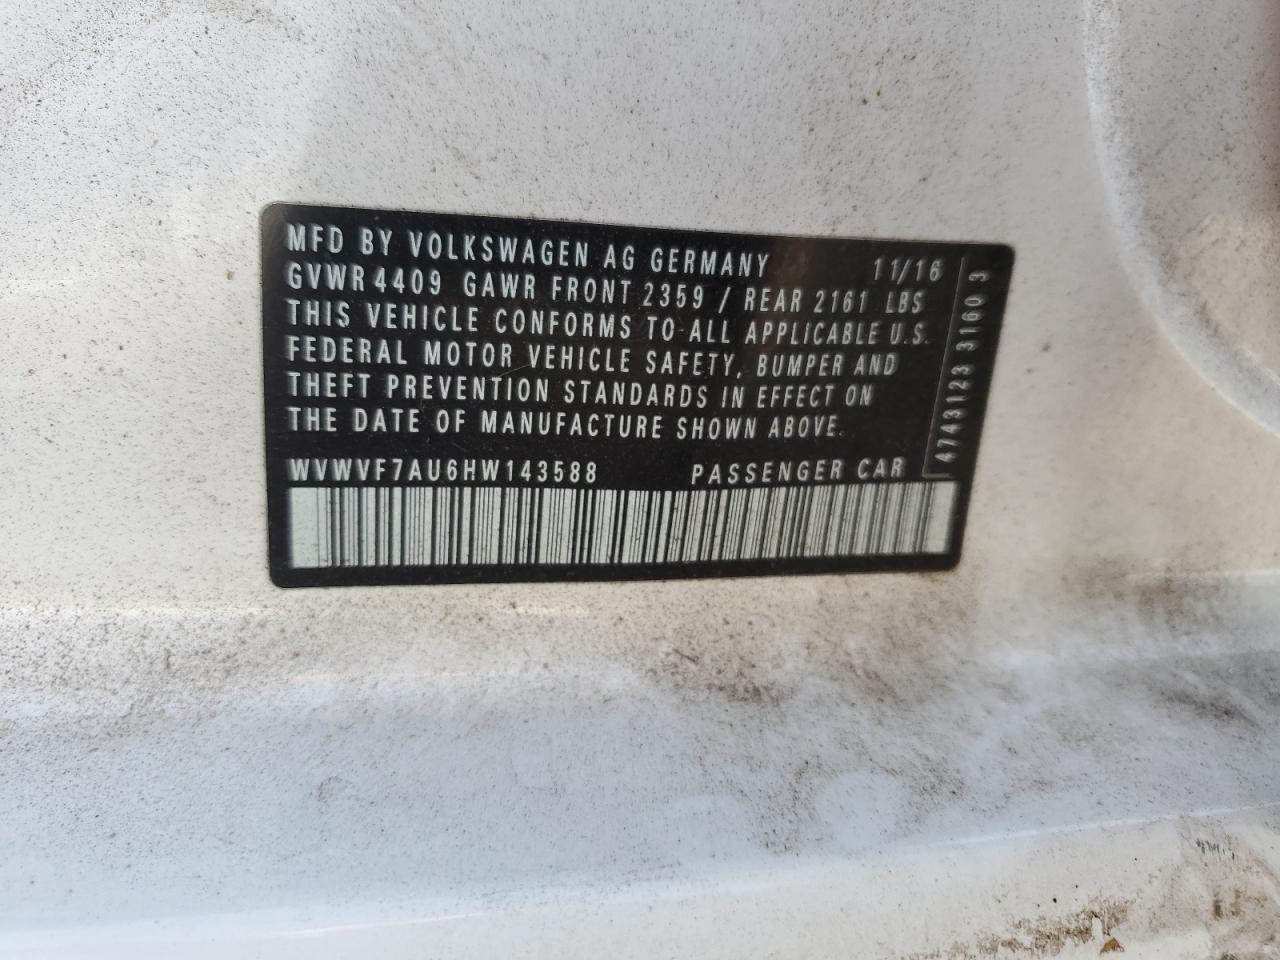 MFD BY VOLKSWAGEN AG GERMANY 11/16
GVWR 4409 GAWR FRONT 2359 / REAR 2161 LBS
THIS VEHICLE CONFORMS TO ALL APPLICABLE U.S.
FEDERAL MOTOR VEHICLE SAFETY, BUMPER AND
THEFT PREVENTION STANDARDS IN EFFECT ON
THE DATE OF MANUFACTURE SHOWN ABOVE.
WVWVF7AU6HW143588 PASSENGER CAR
4743123 3160 3